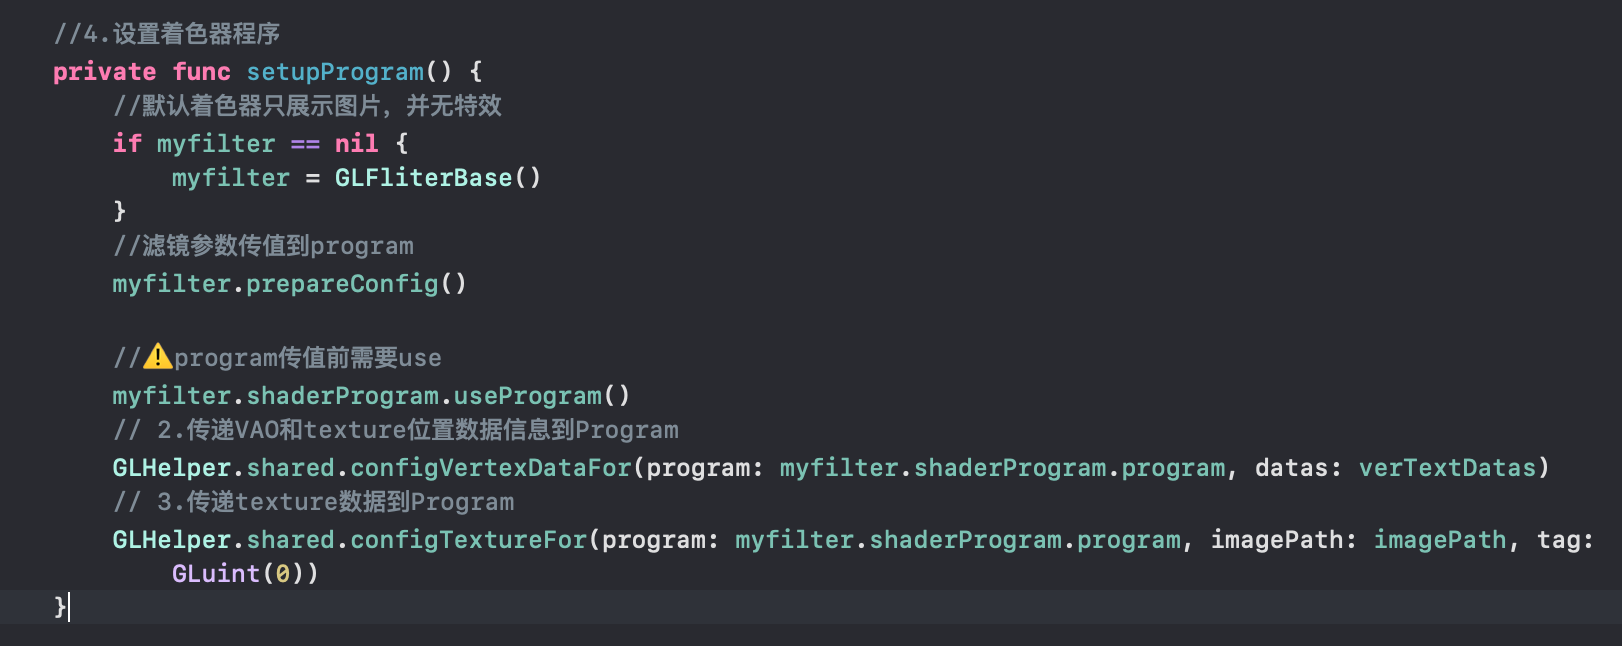 //4.设置着色器程序
private func setupProgram() {
//默认着色器只展示图片，并无特效
if myfilter == nil {
myfilter = GLFliterBase()
}
//滤镜参数传值到program
myfilter.prepareConfig()
//⚠️program传值前需要use
myfilter.shaderProgram.useProgram()
// 2.传递VAO和texture位置数据信息到Program
GLHelper.shared.configVertexDataFor(program: myfilter.shaderProgram.program, datas: verTextDatas)
// 3.传递texture数据到Program
GLHelper.shared.configTextureFor(program: myfilter.shaderProgram.program, imagePath: imagePath, tag:
GLuint(0))
}